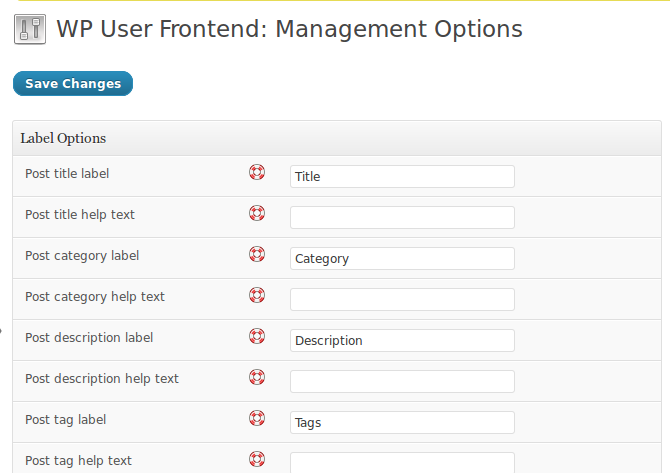 WP User Frontend: Management Options
Save Changes
Label Options
Post title label Title
Post title help text
Post category label Category
Post category help text
Post description label Description
Post description help text
Post tag label Tags
Post tag help text